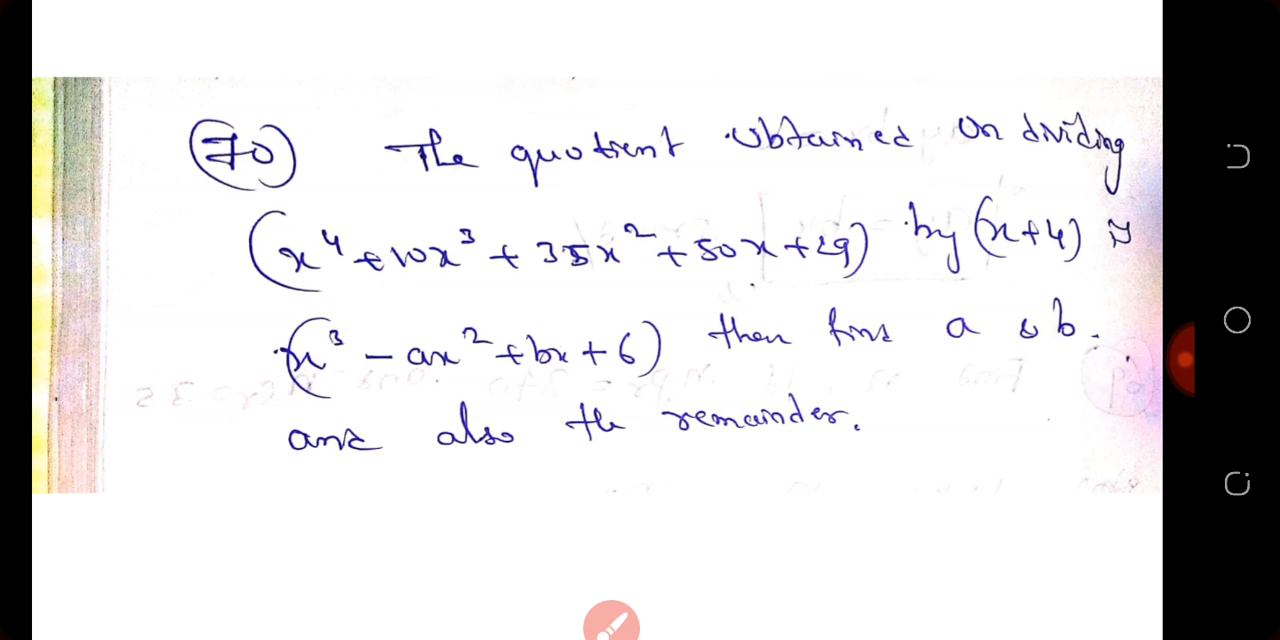 70) The quotient obtained on dividing
(x⁴ + 10x³ + 35x² + 50x + 29) by (x+4) is
(x³ - ax² + bx + 6) then find a & b.
and also the remainder.